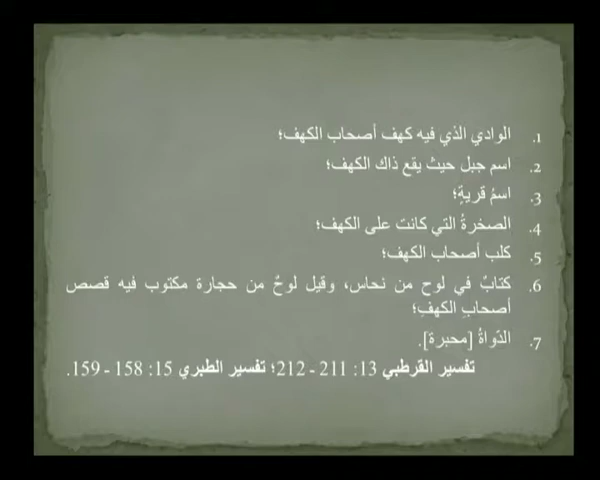 1. الوادي الذي فيه كهف أصحاب الكهف؛
2. اسم جبل حيث يقع ذاك الكهف؛
3. اسمُ قريةٍ؛
4. الصخرةُ التي كانت على الكهف؛
5. كلب أصحاب الكهف؛
6. كتابٌ في لوح من نحاس، وقيل لوحٌ من حجارة مكتوب فيه قصص
أصحابِ الكهفِ؛
7. الدّواةُ [محبرة].
تفسير القرطبي 13: 211 - 212؛ تفسير الطبري 15: 158 - 159.